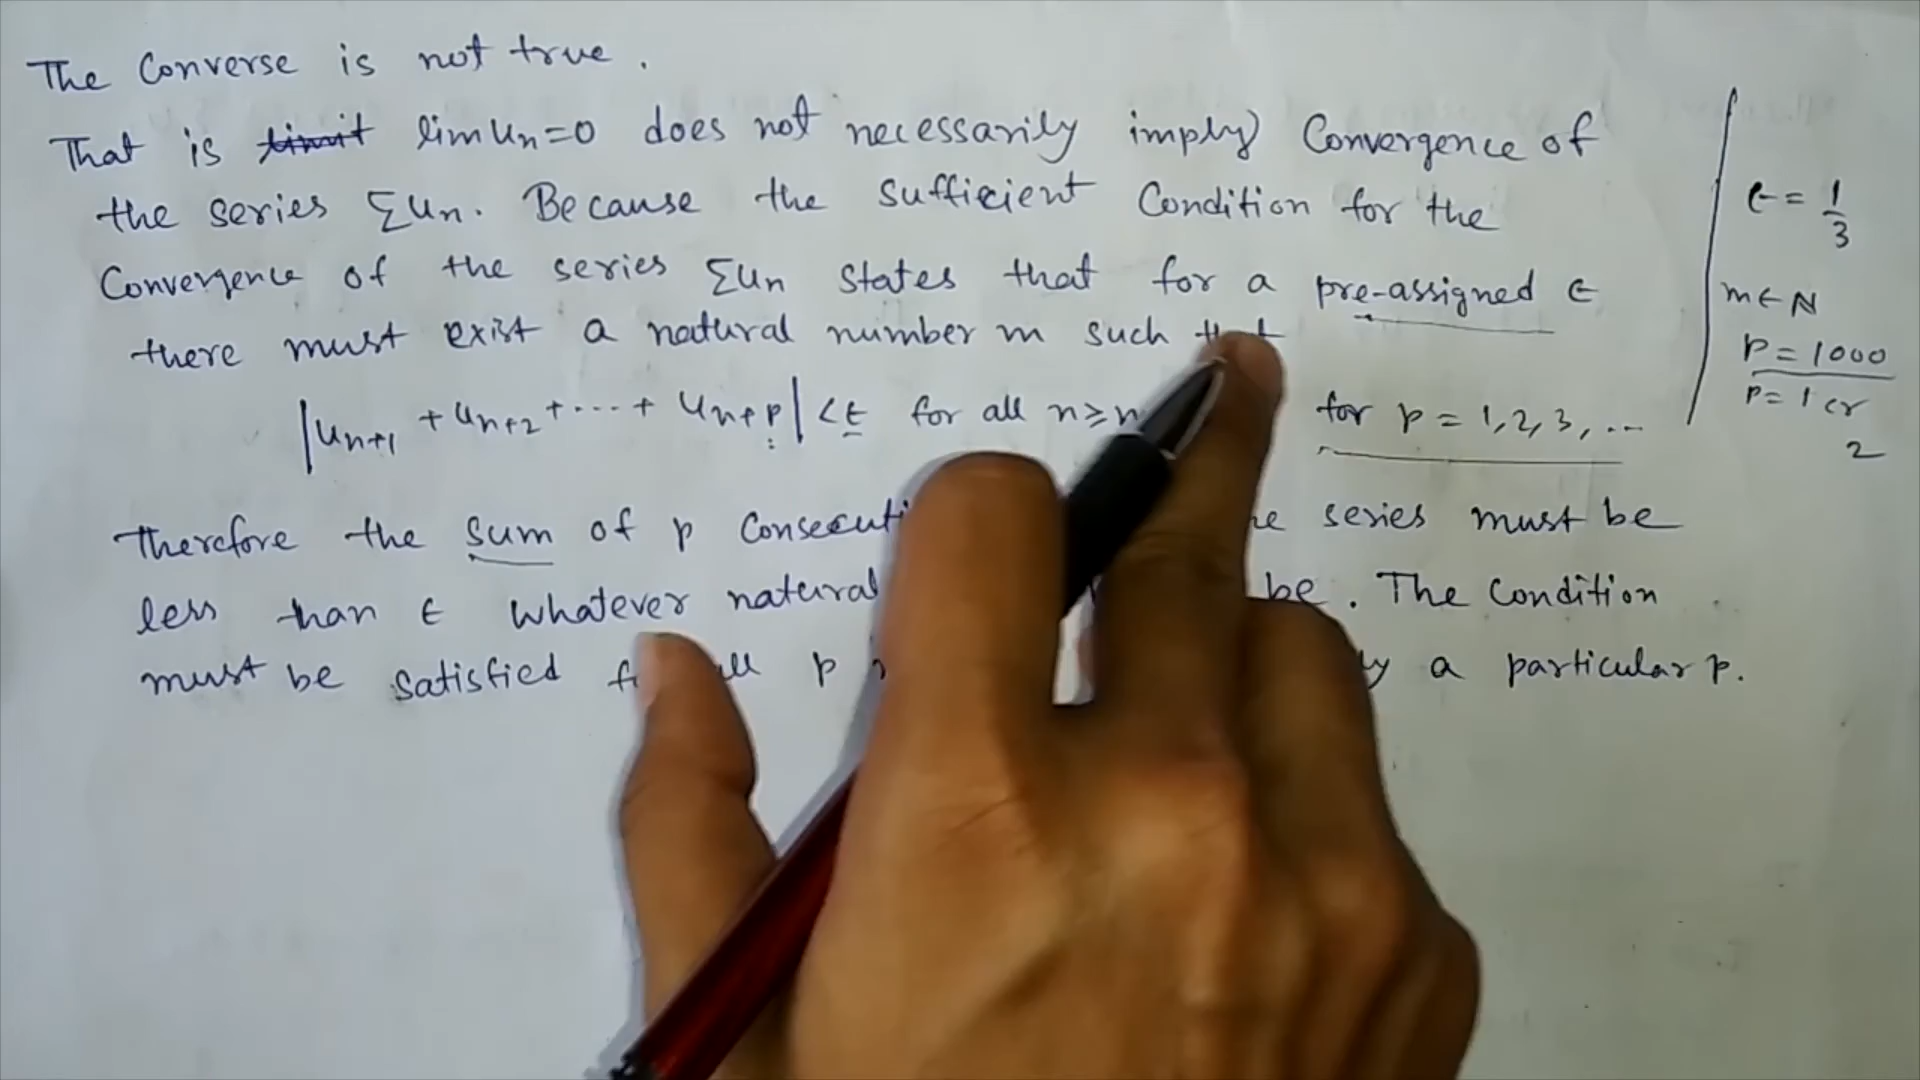 The Converse is not true.
That is limit lim un=0 does not necessarily imply Convergence of
the series Σun. Because the sufficient Condition for the
Convergence of the series Σun states that for a pre-assigned ϵ
there must exist a natural number m such that
|un+1 + un+2 + ... + un+p| < ϵ for all n ≥ for p = 1,2,3, ...
Therefore the sum of p series must be
less than ϵ whatever natural be. The condition
must be satisfied p a particular p.
ϵ = 1/3
m ∈ N
p = 1000
p = 1 or
2